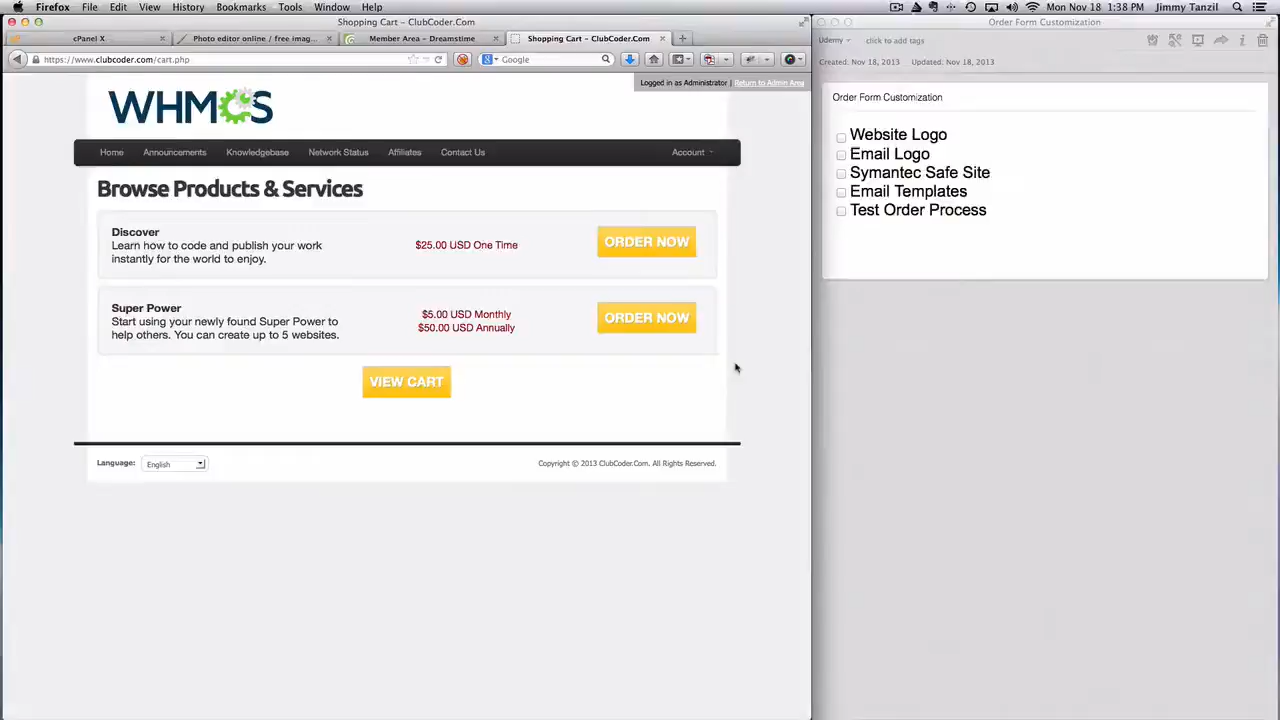 Firefox File Edit View History Bookmarks Tools Window Help
Mon Nov 18 1:38 PM Jimmy Tanzil
Shopping Cart – ClubCoder.Com
cPanel X
Photo editor online / free imag...
Member Area – Dreamstime
Shopping Cart – ClubCoder.Com
https://www.clubcoder.com/cart.php
Google
Logged in as Administrator | Return to Admin Area
WHMCS
Home Announcements Knowledgebase Network Status Affiliates Contact Us Account
Browse Products & Services
Discover
Learn how to code and publish your work
instantly for the world to enjoy.
$25.00 USD One Time
ORDER NOW
Super Power
Start using your newly found Super Power to
help others. You can create up to 5 websites.
$5.00 USD Monthly
$50.00 USD Annually
ORDER NOW
VIEW CART
Language: English
Copyright © 2013 ClubCoder.Com. All Rights Reserved.
Order Form Customization
Udemy click to add tags
Created: Nov 18, 2013 Updated: Nov 18, 2013
Order Form Customization
Website Logo
Email Logo
Symantec Safe Site
Email Templates
Test Order Process